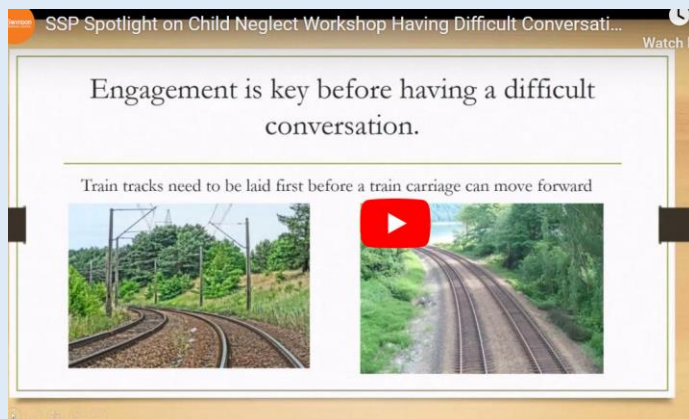 SSP Spotlight on Child Neglect Workshop Having Difficult Conversati...
Watch
Engagement is key before having a difficult
conversation.
Train tracks need to be laid first before a train carriage can move forward